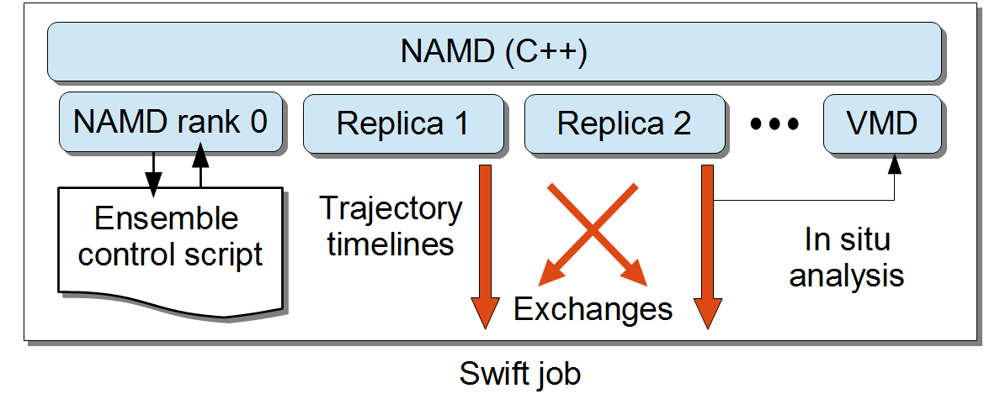 NAMD (C++)
NAMD rank 0
Replica 1
Replica 2
•••
VMD
Ensemble
control script
Trajectory
timelines
Exchanges
In situ
analysis
Swift job